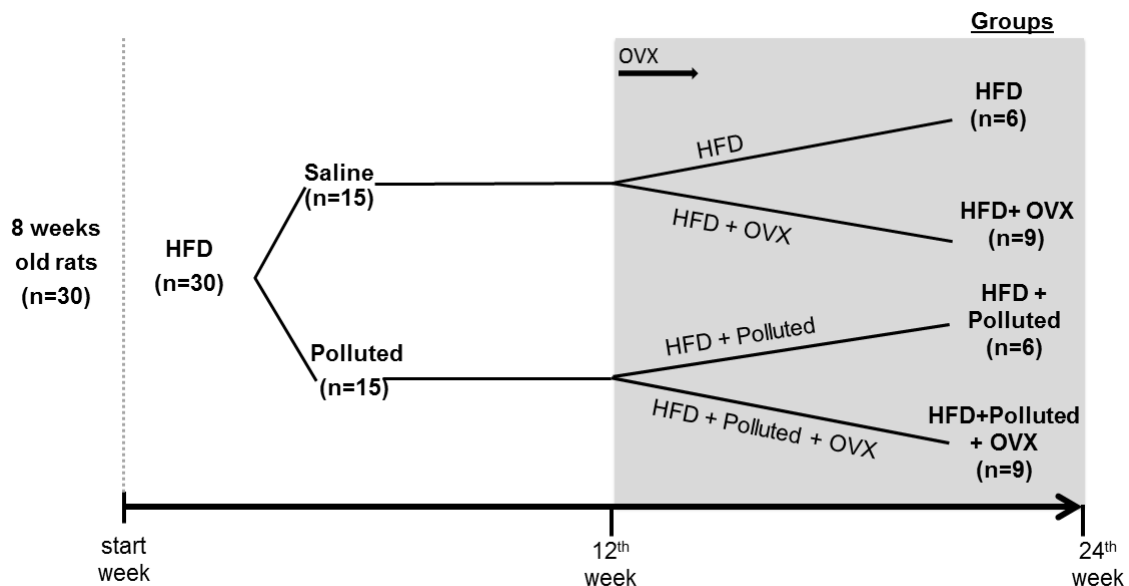 Groups
OVX
HFD
(n=6)
HFD
Saline
(n=15)
HFD + OVX
HFD+ OVX
(n=9)
8 weeks
old rats
(n=30)
HFD
(n=30)
HFD +
Polluted
(n=6)
HFD + Polluted
Polluted
(n=15)
HFD + Polluted + OVX
HFD+Polluted
+ OVX
(n=9)
start
week
12th
week
24th
week